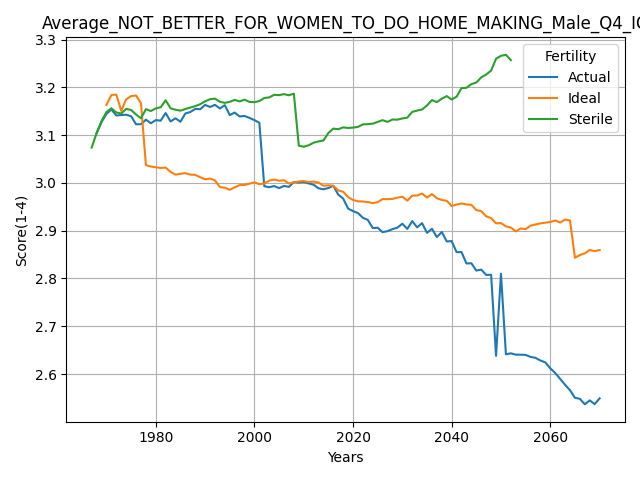 Average_NOT_BETTER_FOR_WOMEN_TO_DO_HOME_MAKING_Male_Q4_IC
3.3
3.2
3.1
3.0
2.9
2.8
2.7
2.6
Score(1-4)
Fertility
Actual
Ideal
Sterile
1980
2000
2020
2040
2060
Years